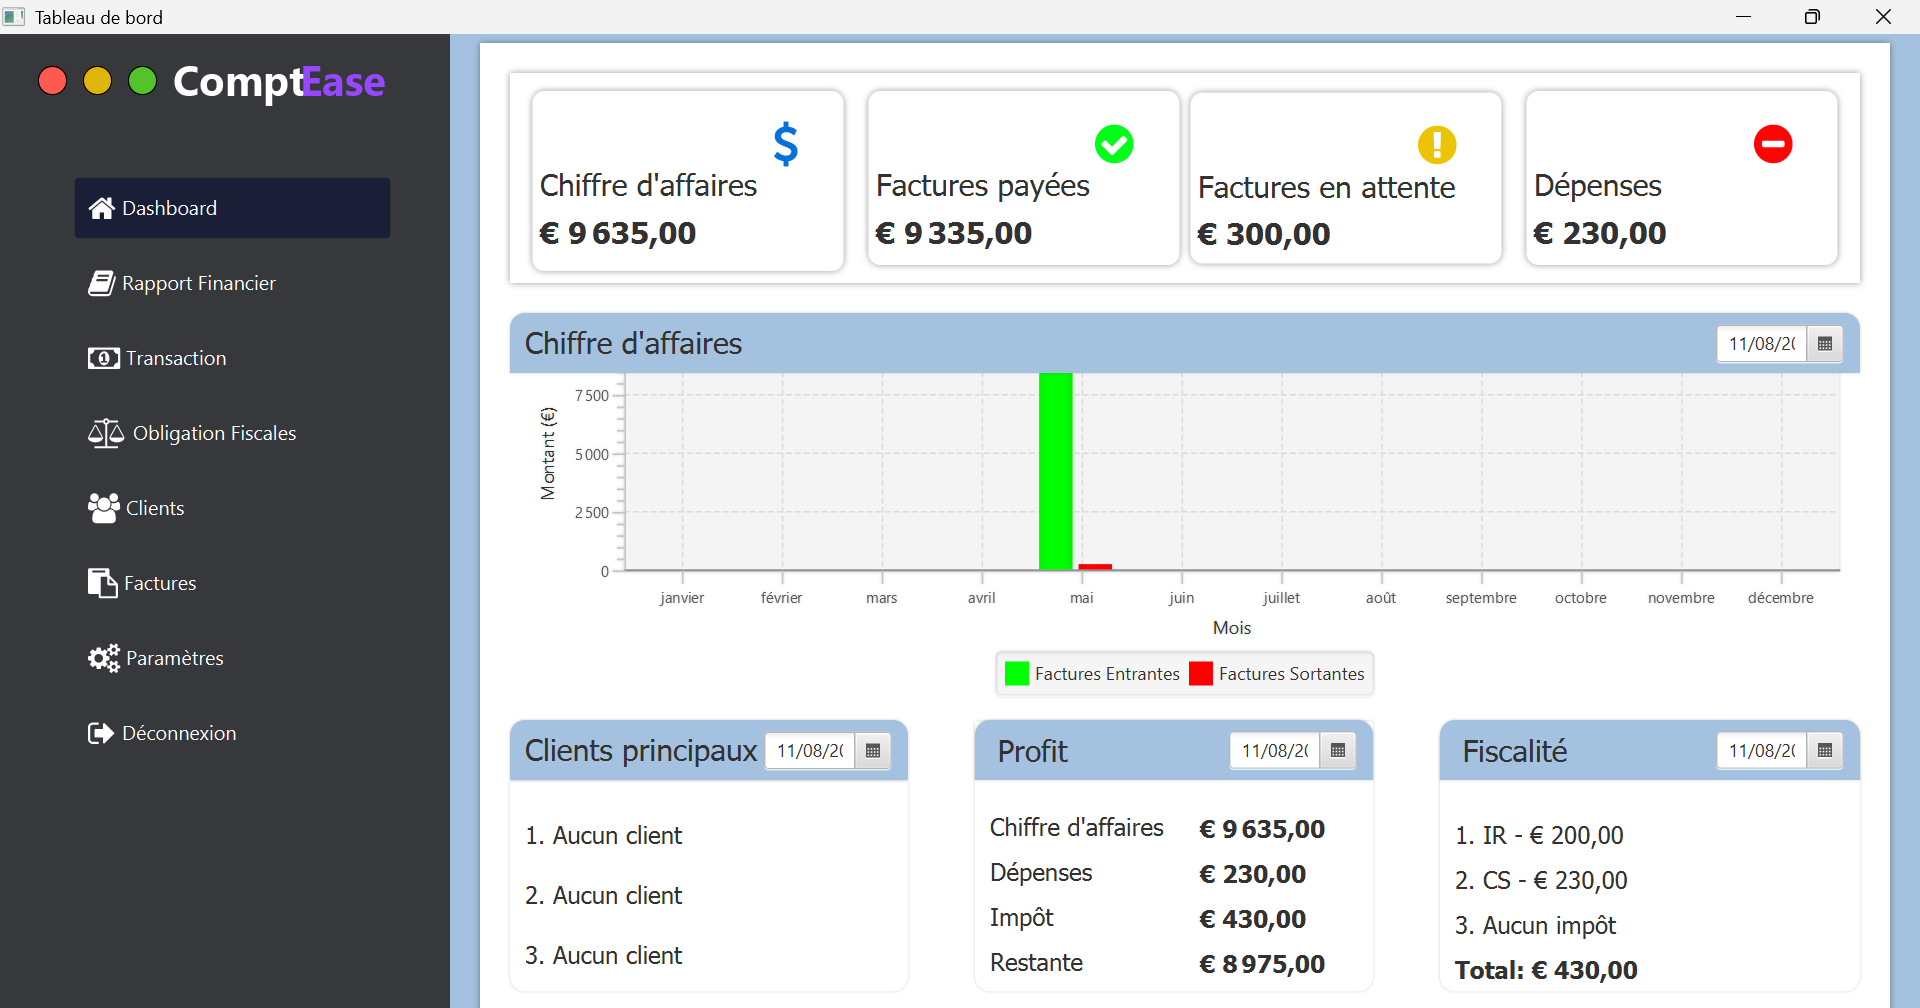 Tableau de bord
ComptEase
Dashboard
Rapport Financier
Transaction
Obligation Fiscales
Clients
Factures
Paramètres
Déconnexion
$
Chiffre d'affaires
€ 9 635,00
Factures payées
€ 9 335,00
Factures en attente
€ 300,00
Dépenses
€ 230,00
Chiffre d'affaires
11/08/20
Montant (€)
7 500
5 000
2 500
0
janvier février mars avril mai juin juillet août septembre octobre novembre décembre
Mois
Factures Entrantes Factures Sortantes
Clients principaux 11/08/20
1. Aucun client
2. Aucun client
3. Aucun client
Profit 11/08/20
Chiffre d'affaires € 9 635,00
Dépenses € 230,00
Impôt € 430,00
Restante € 8 975,00
Fiscalité 11/08/20
1. IR - € 200,00
2. CS - € 230,00
3. Aucun impôt
Total: € 430,00